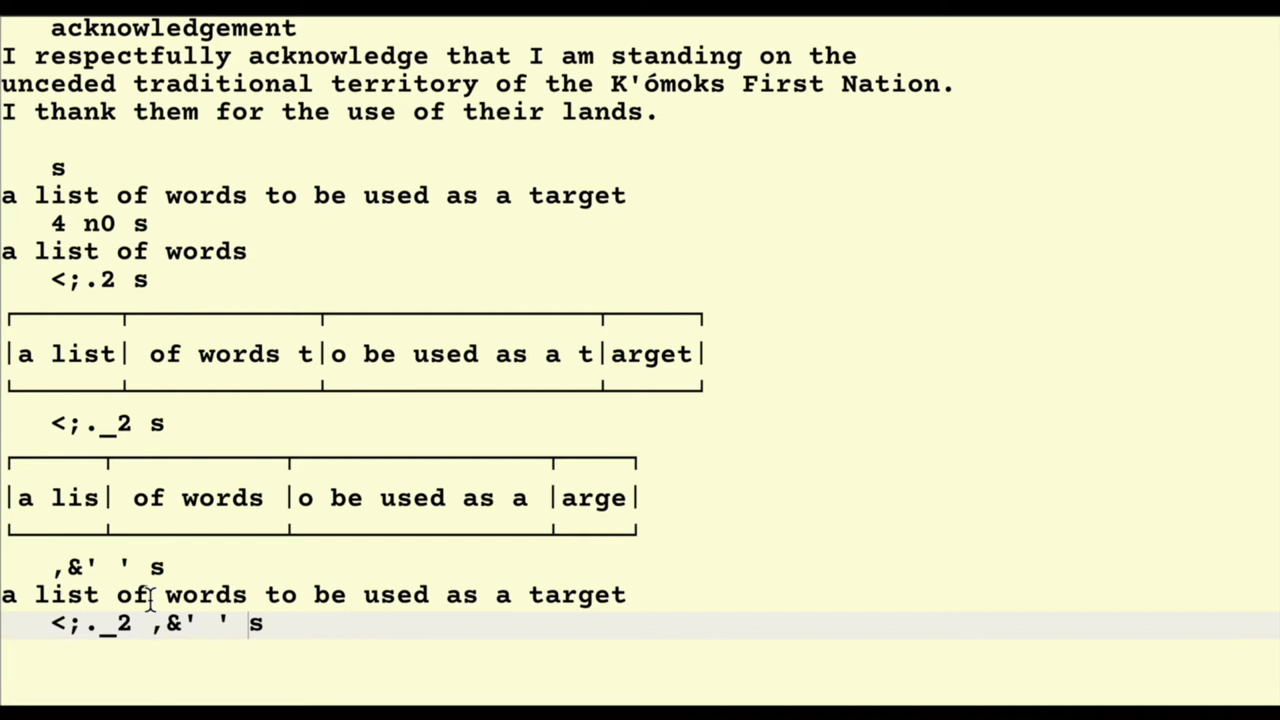 acknowledgement
I respectfully acknowledge that I am standing on the
unceded traditional territory of the K'ómoks First Nation.
I thank them for the use of their lands.
s
a list of words to be used as a target
4 n0 s
a list of words
<;.2 s
|a list| of words t|o be used as a t|arget|
<;._2 s
|a lis| of words |o be used as a |arge|
,&' ' s
a list of words to be used as a target
<;._2 ,&' ' s